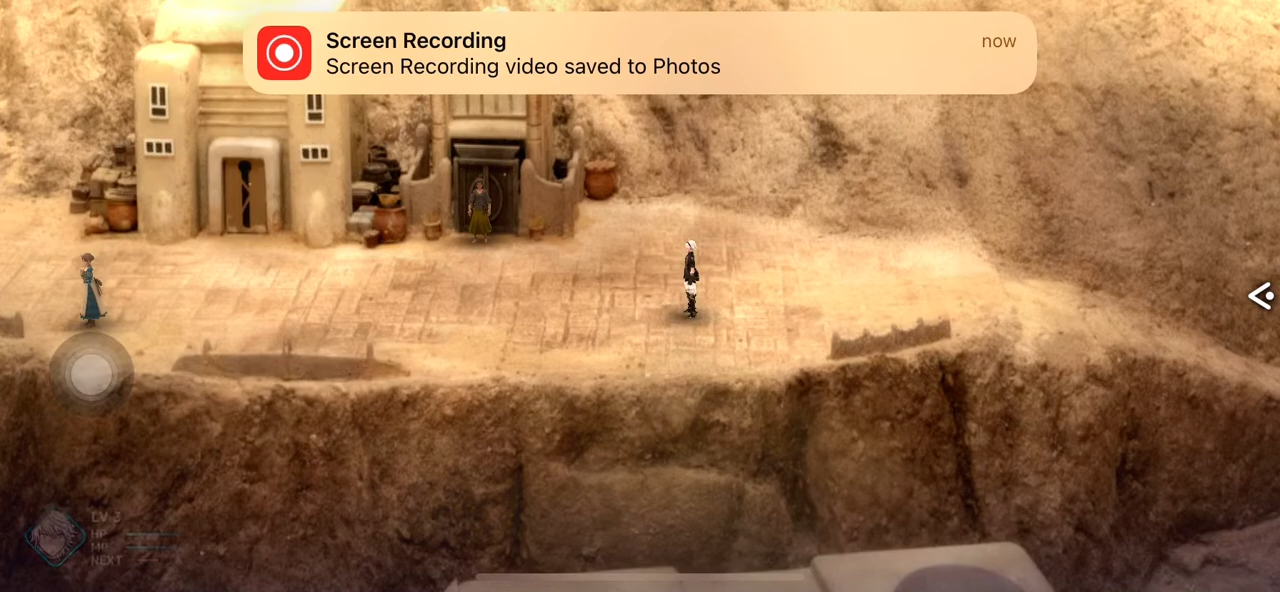 Screen Recording
now
Screen Recording video saved to Photos
LV 3
HP
MP
NEXT